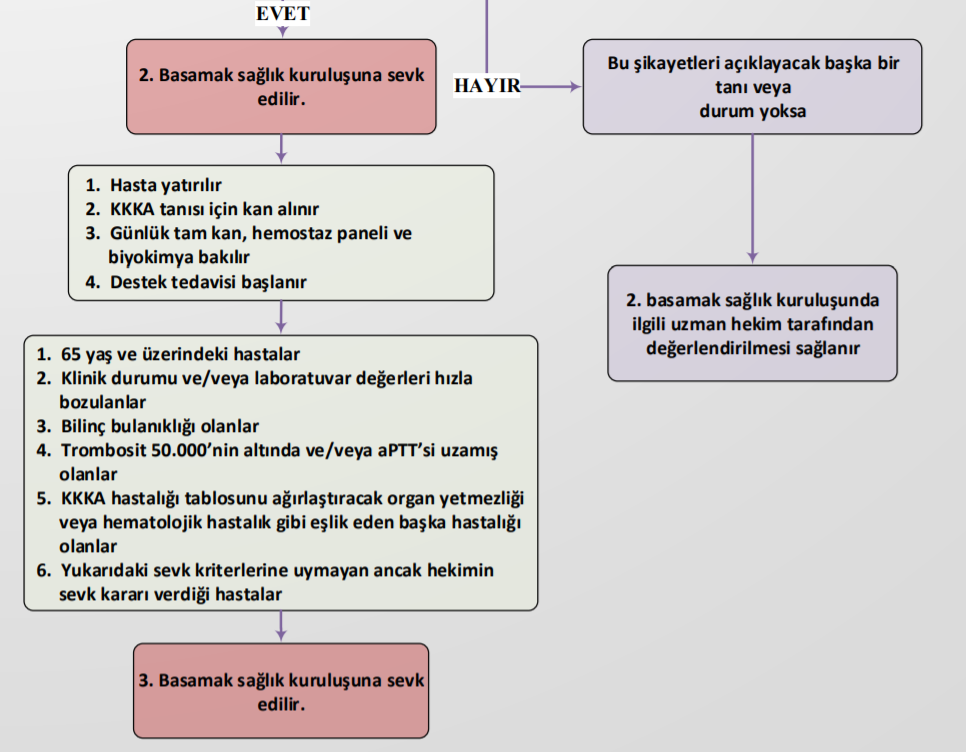 EVET
2. Basamak sağlık kuruluşuna sevk
edilir.
HAYIR
Bu şikayetleri açıklayacak başka bir
tanı veya
durum yoksa
1. Hasta yatırılır
2. KKKA tanısı için kan alınır
3. Günlük tam kan, hemostaz paneli ve
biyokimya bakılır
4. Destek tedavisi başlanır
2. basamak sağlık kuruluşunda
ilgili uzman hekim tarafından
değerlendirilmesi sağlanır
1. 65 yaş ve üzerindeki hastalar
2. Klinik durumu ve/veya laboratuvar değerleri hızla
bozulanlar
3. Bilinç bulanıklığı olanlar
4. Trombosit 50.000’nin altında ve/veya aPTT’si uzamış
olanlar
5. KKKA hastalığı tablosunu ağırlaştıracak organ yetmezliği
veya hematolojik hastalık gibi eşlik eden başka hastalığı
olanlar
6. Yukarıdaki sevk kriterlerine uymayan ancak hekimin
sevk kararı verdiği hastalar
3. Basamak sağlık kuruluşuna sevk
edilir.